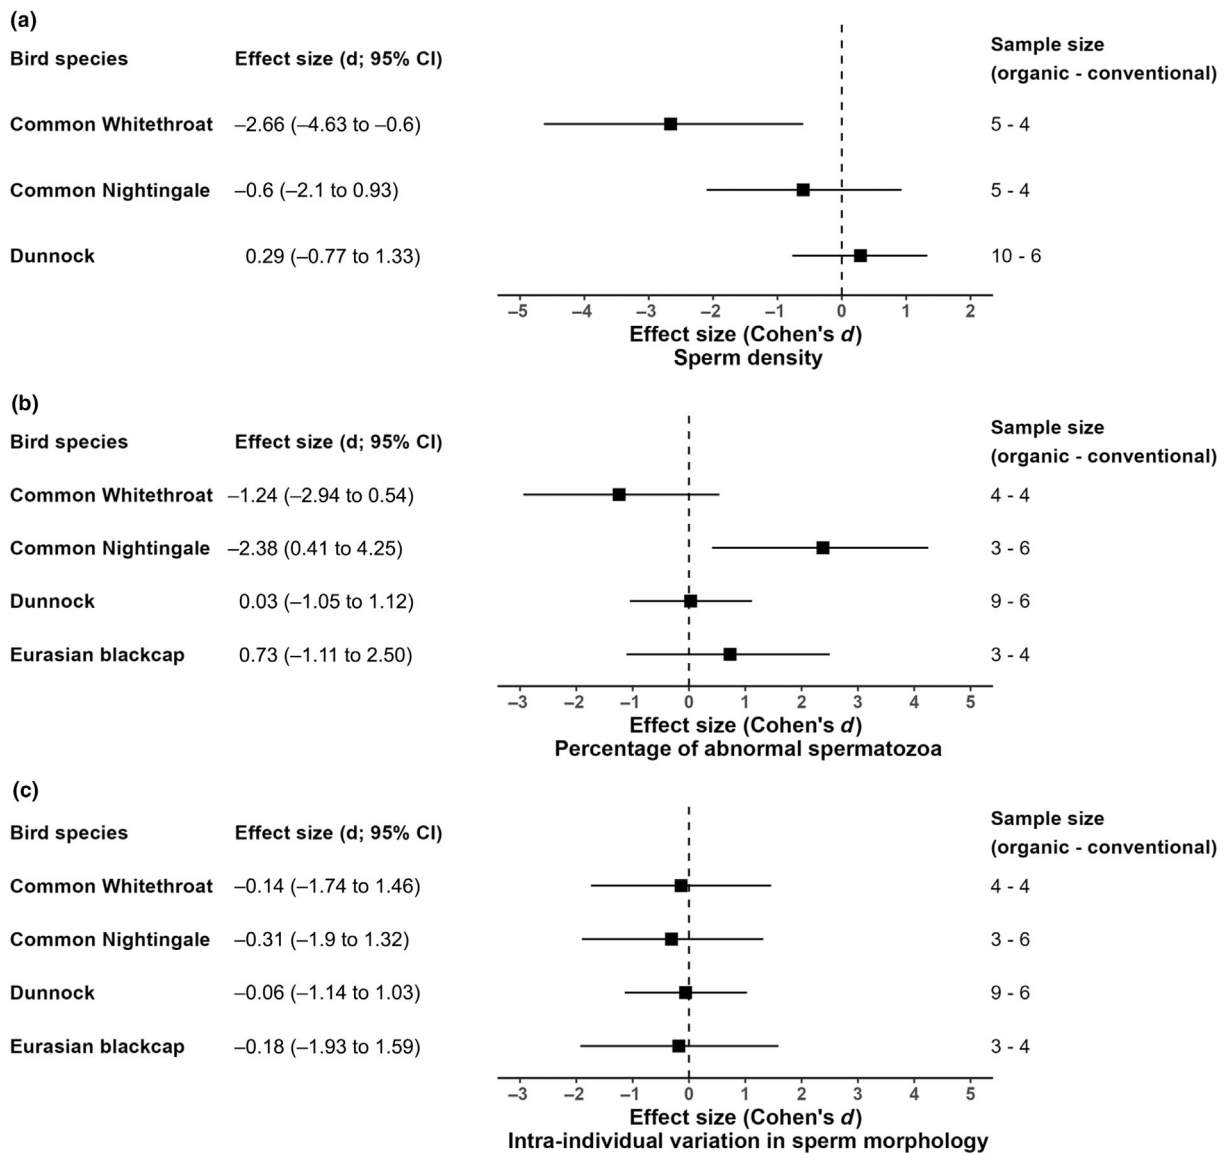 (a)
Bird species Effect size (d; 95% CI) Sample size
(organic - conventional)
Common Whitethroat –2.66 (–4.63 to –0.6) 5 - 4
Common Nightingale –0.6 (–2.1 to 0.93) 5 - 4
Dunnock 0.29 (–0.77 to 1.33) 10 - 6
–5 –4 –3 –2 –1 0 1 2
Effect size (Cohen's d)
Sperm density
(b)
Bird species Effect size (d; 95% CI) Sample size
(organic - conventional)
Common Whitethroat –1.24 (–2.94 to 0.54) 4 - 4
Common Nightingale –2.38 (0.41 to 4.25) 3 - 6
Dunnock 0.03 (–1.05 to 1.12) 9 - 6
Eurasian blackcap 0.73 (–1.11 to 2.50) 3 - 4
–3 –2 –1 0 1 2 3 4 5
Effect size (Cohen's d)
Percentage of abnormal spermatozoa
(c)
Bird species Effect size (d; 95% CI) Sample size
(organic - conventional)
Common Whitethroat –0.14 (–1.74 to 1.46) 4 - 4
Common Nightingale –0.31 (–1.9 to 1.32) 3 - 6
Dunnock –0.06 (–1.14 to 1.03) 9 - 6
Eurasian blackcap –0.18 (–1.93 to 1.59) 3 - 4
–3 –2 –1 0 1 2 3 4 5
Effect size (Cohen's d)
Intra-individual variation in sperm morphology